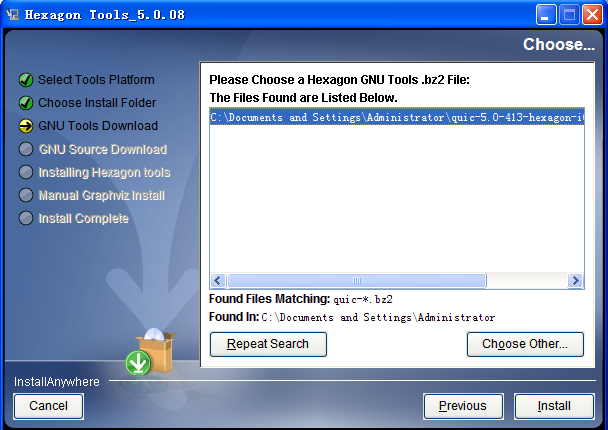 Hexagon Tools_5.0.08
Choose...
Select Tools Platform
Choose Install Folder
GNU Tools Download
GNU Source Download
Installing Hexagon tools
Manual Graphviz Install
Install Complete
Please Choose a Hexagon GNU Tools .bz2 File:
The Files Found are Listed Below.
C:\Documents and Settings\Administrator\quic-5.0-413-hexagon-i
Found Files Matching: quic-*.bz2
Found In: C:\Documents and Settings\Administrator
Repeat Search
Choose Other...
InstallAnywhere
Cancel
Previous
Install